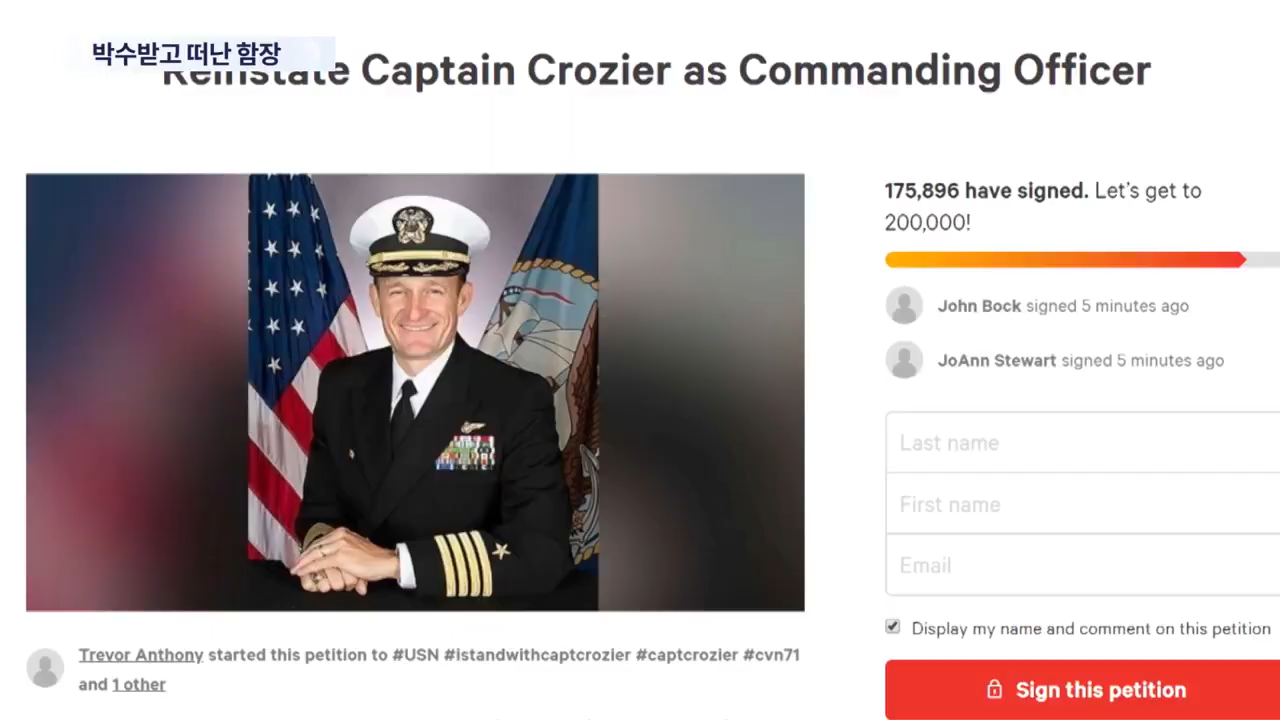 박수받고 떠난 함장
Reinstate Captain Crozier as Commanding Officer
175,896 have signed. Let's get to
200,000!
John Bock signed 5 minutes ago
JoAnn Stewart signed 5 minutes ago
Last name
First name
Email
Display my name and comment on this petition
Sign this petition
Trevor Anthony started this petition to #USN #istandwithcaptcrozier #captcrozier #cvn71
and 1 other